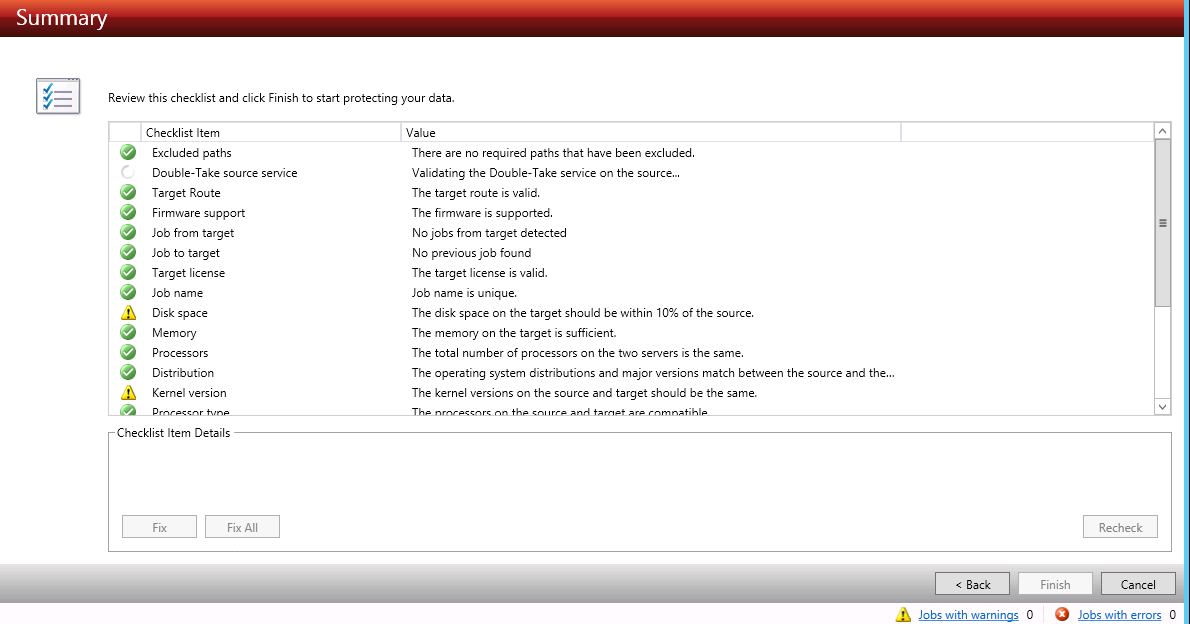 Summary
Review this checklist and click Finish to start protecting your data.
Checklist Item Value
Excluded paths There are no required paths that have been excluded.
Double-Take source service Validating the Double-Take service on the source...
Target Route The target route is valid.
Firmware support The firmware is supported.
Job from target No jobs from target detected
Job to target No previous job found
Target license The target license is valid.
Job name Job name is unique.
Disk space The disk space on the target should be within 10% of the source.
Memory The memory on the target is sufficient.
Processors The total number of processors on the two servers is the same.
Distribution The operating system distributions and major versions match between the source and the...
Kernel version The kernel versions on the source and target should be the same.
Processor type The processors on the source and target are compatible.
Checklist Item Details
Fix Fix All Recheck
< Back Finish Cancel
Jobs with warnings 0 Jobs with errors 0